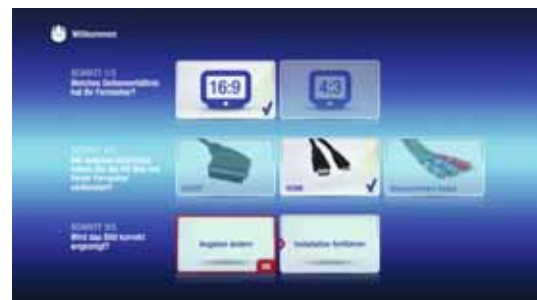 Willkommen
SCHRITT 1/3
Welches Seitenverhältnis
hat Ihr Fernseher?
16:9
4:3
SCHRITT 2/3
Mit welchem Anschluss
haben Sie die HD Box mit
Ihrem Fernseher
verbunden?
SCART
HDMI
SCHRITT 3/3
Wird das Bild korrekt
angezeigt?
Angaben ändern
Installation fortführen